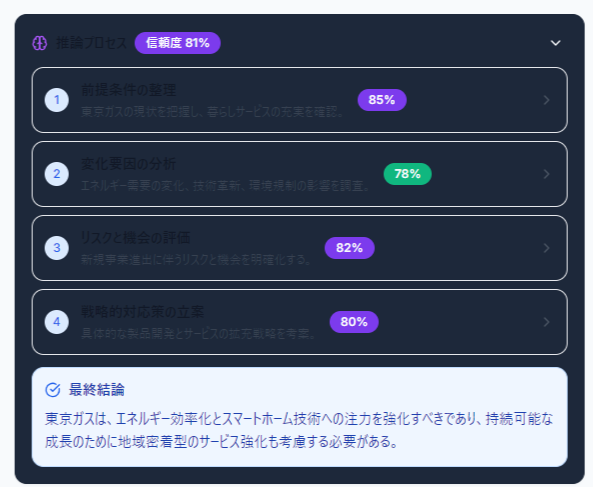 推論プロセス 信頼度 81%
1 前提条件の整理
東京ガスの現状を把握し、暮らしサービスの充実を確認。 85%
2 変化要因の分析
エネルギー需要の変化、技術革新、環境規制の影響を調査。 78%
3 リスクと機会の評価
新規事業進出に伴うリスクと機会を明確化する。 82%
4 戦略的対応策の立案
具体的な製品開発とサービスの拡充戦略を考案。 80%
最終結論
東京ガスは、エネルギー効率化とスマートホーム技術への注力を強化すべきであり、持続可能な
成長のために地域密着型のサービス強化も考慮する必要がある。